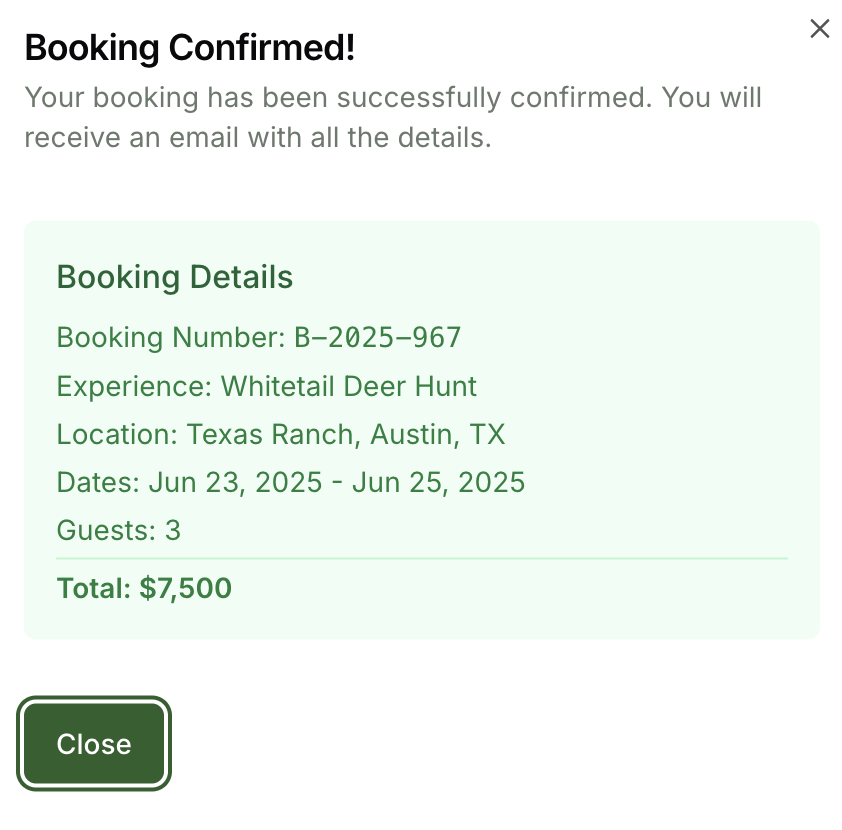 Booking Confirmed!
Your booking has been successfully confirmed. You will
receive an email with all the details.
Booking Details
Booking Number: B–2025–967
Experience: Whitetail Deer Hunt
Location: Texas Ranch, Austin, TX
Dates: Jun 23, 2025 - Jun 25, 2025
Guests: 3
Total: $7,500
Close